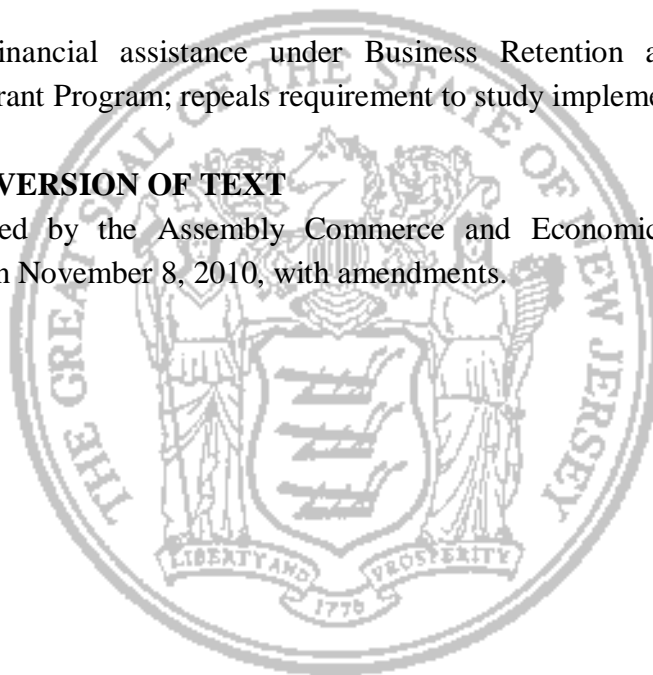 inancial assistance under Business Retention a
rant Program; repeals requirement to study impleme
VERSION OF TEXT
ed by the Assembly Commerce and Economic
n November 8, 2010, with amendments.
THE GREAT SEAL OF THE STATE OF NEW JERSEY
LIBERTY AND PROSPERITY
1776